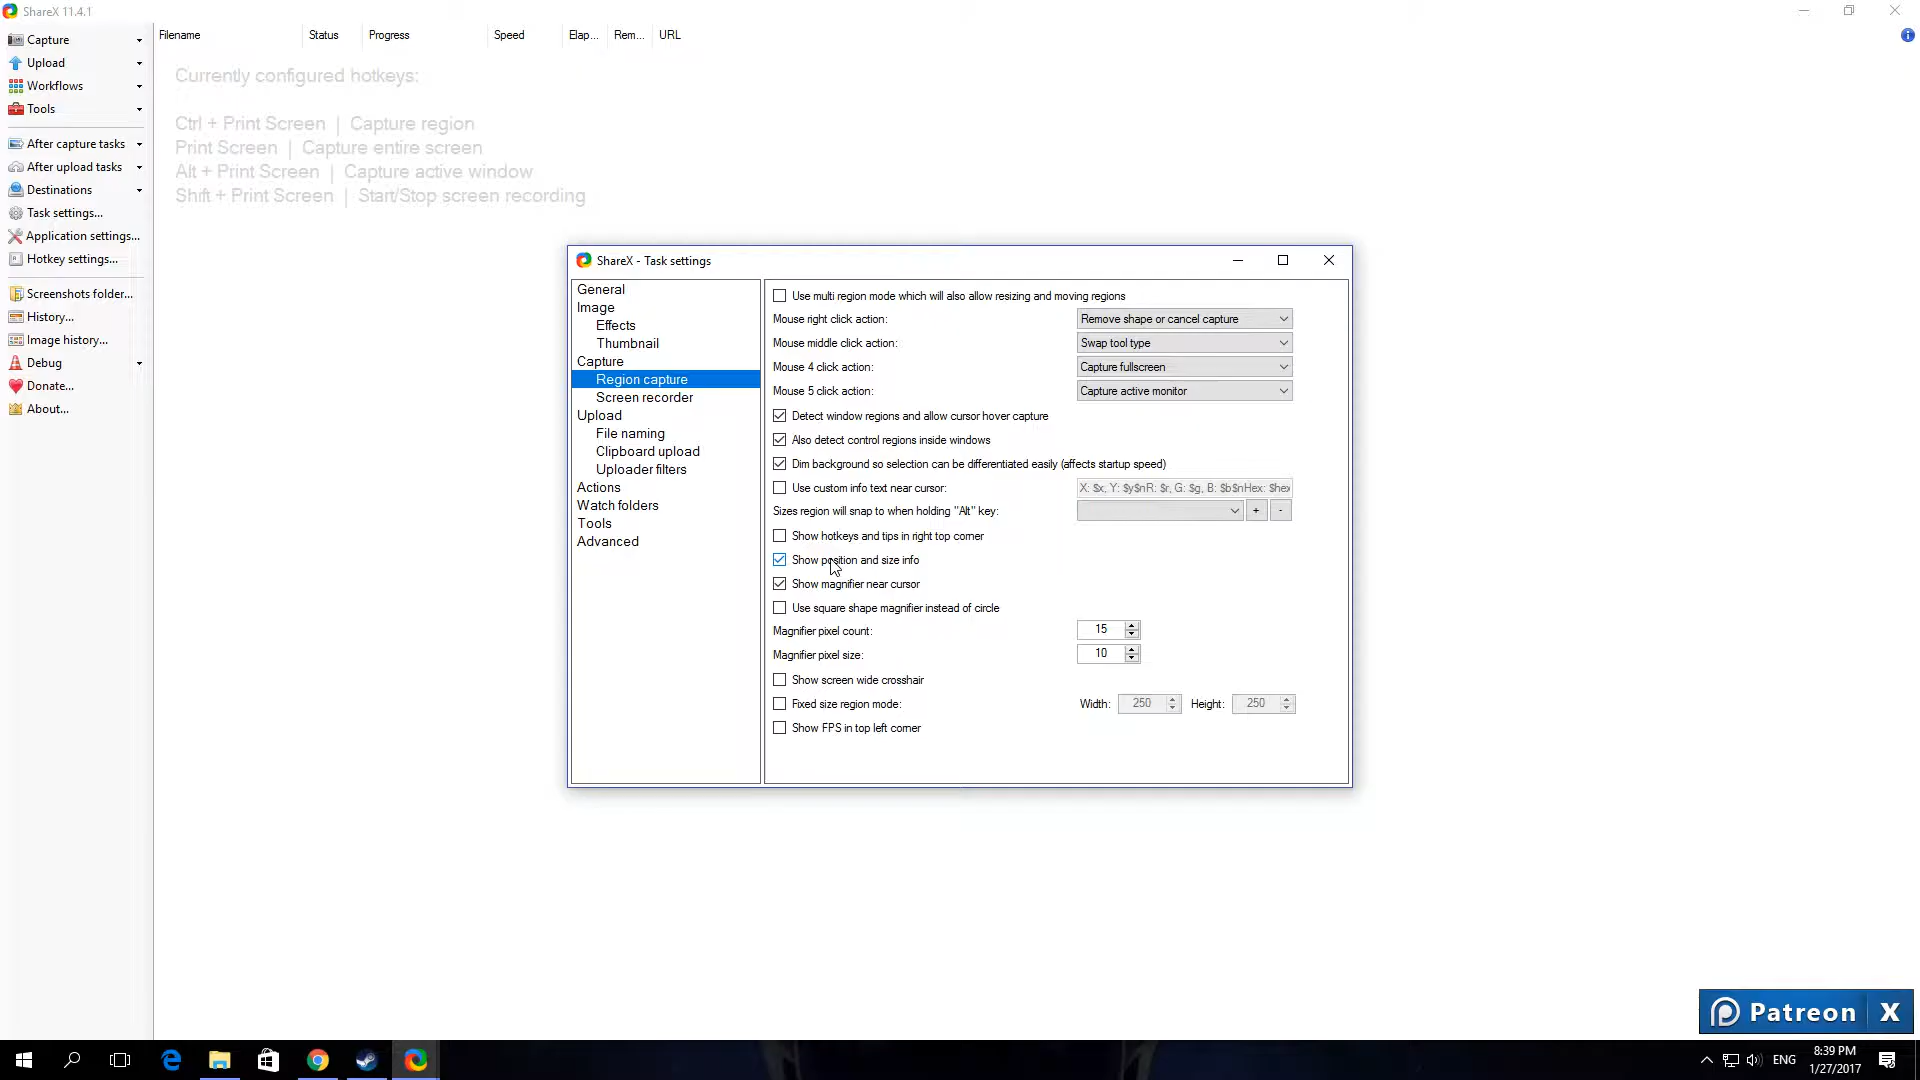 ShareX 11.4.1
Capture
Upload
Workflows
Tools
After capture tasks
After upload tasks
Destinations
Task settings...
Application settings...
Hotkey settings...
Screenshots folder...
History...
Image history...
Debug
Donate...
About...
Filename Status Progress Speed Elap... Rem... URL
Currently configured hotkeys:
Ctrl + Print Screen | Capture region
Print Screen | Capture entire screen
Alt + Print Screen | Capture active window
Shift + Print Screen | Start/Stop screen recording
ShareX - Task settings
General
Image
Effects
Thumbnail
Capture
Region capture
Screen recorder
Upload
File naming
Clipboard upload
Uploader filters
Actions
Watch folders
Tools
Advanced
Use multi region mode which will also allow resizing and moving regions
Mouse right click action: Remove shape or cancel capture
Mouse middle click action: Swap tool type
Mouse 4 click action: Capture fullscreen
Mouse 5 click action: Capture active monitor
Detect window regions and allow cursor hover capture
Also detect control regions inside windows
Dim background so selection can be differentiated easily (affects startup speed)
Use custom info text near cursor: X: $x, Y: $y$nR: $r, G: $g, B: $b$nHex: $hex
Sizes region will snap to when holding "Alt" key: + -
Show hotkeys and tips in right top corner
Show position and size info
Show magnifier near cursor
Use square shape magnifier instead of circle
Magnifier pixel count: 15
Magnifier pixel size: 10
Show screen wide crosshair
Fixed size region mode: Width: 250 Height: 250
Show FPS in top left corner
Patreon X
ENG
8:39 PM
1/27/2017